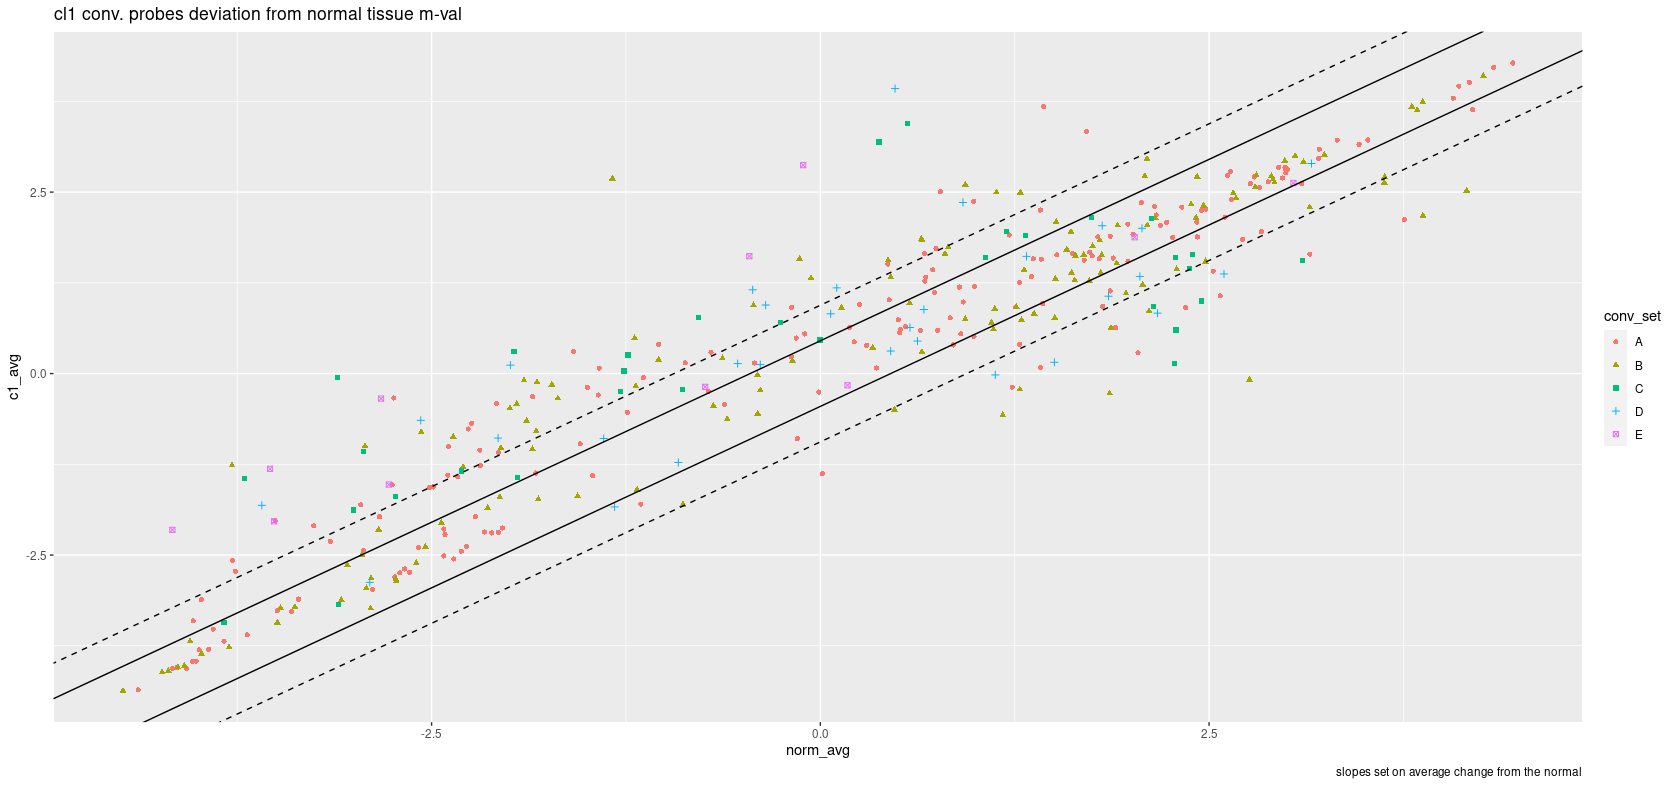 cl1 conv. probes deviation from normal tissue m-val
c1_avg
2.5
0.0
-2.5
-2.5
0.0
2.5
norm_avg
slopes set on average change from the normal
conv_set
A
B
C
D
E